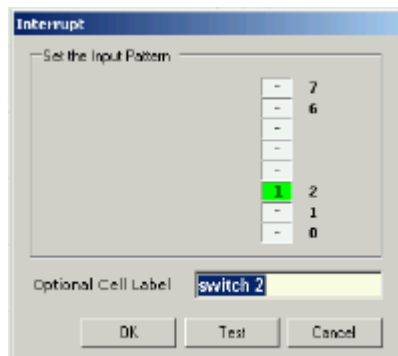 Interrupt
Set the Input Pattern
- 7
- 6
-
-
-
1 2
- 1
- 0
Optional Cell Label switch 2
OK Test Cancel